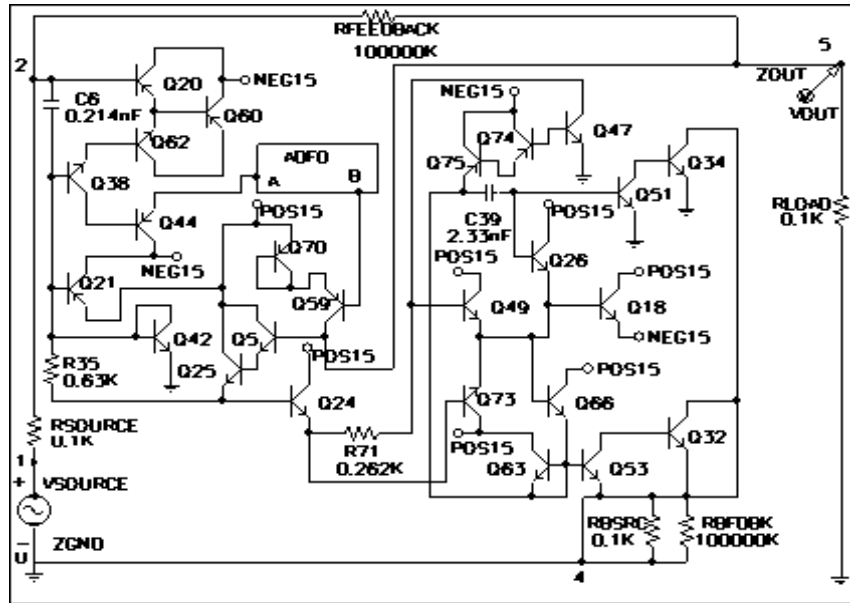 RFEEDBACK
100000K
2
5
Q20
NEG15
ZOUT
C6
0.214nF
Q60
NEG15
VOUT
Q62
ADF0
Q74
Q47
Q75
Q34
Q38
A
B
Q51
Q44
POS15
C39
POS15
RLOAD
0.1K
2.33nF
Q70
Q26
NEG15
POS15
Q21
POS15
Q59
Q49
Q18
Q42
Q5
NEG15
R35
0.63K
Q25
POS15
POS15
Q24
Q73
Q66
RSOURCE
0.1K
POS15
Q32
R71
0.262K
Q63
Q53
1
+
VSOURCE
RBSRC
0.1K
RBFDBK
100000K
ZGND
0
4